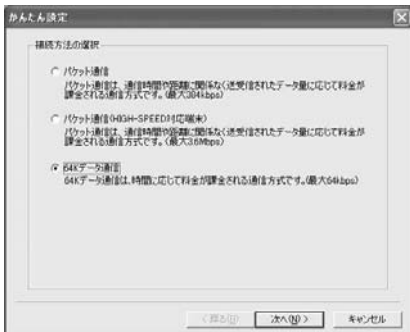 かんたん設定
接続方法の選択
パケット通信
パケット通信は、通信時間や距離に関係なく送受信されたデータ量に応じて料金が
課金される通信方式です。(最大384kbps)
パケット通信(HIGH-SPEED対応端末)
パケット通信は、通信時間や距離に関係なく送受信されたデータ量に応じて料金が
課金される通信方式です。(最大3.6Mbps)
64Kデータ通信
64Kデータ通信は、時間に応じて料金が課金される通信方式です。(最大64kbps)
< 戻る(B)
次へ(N) >
キャンセル